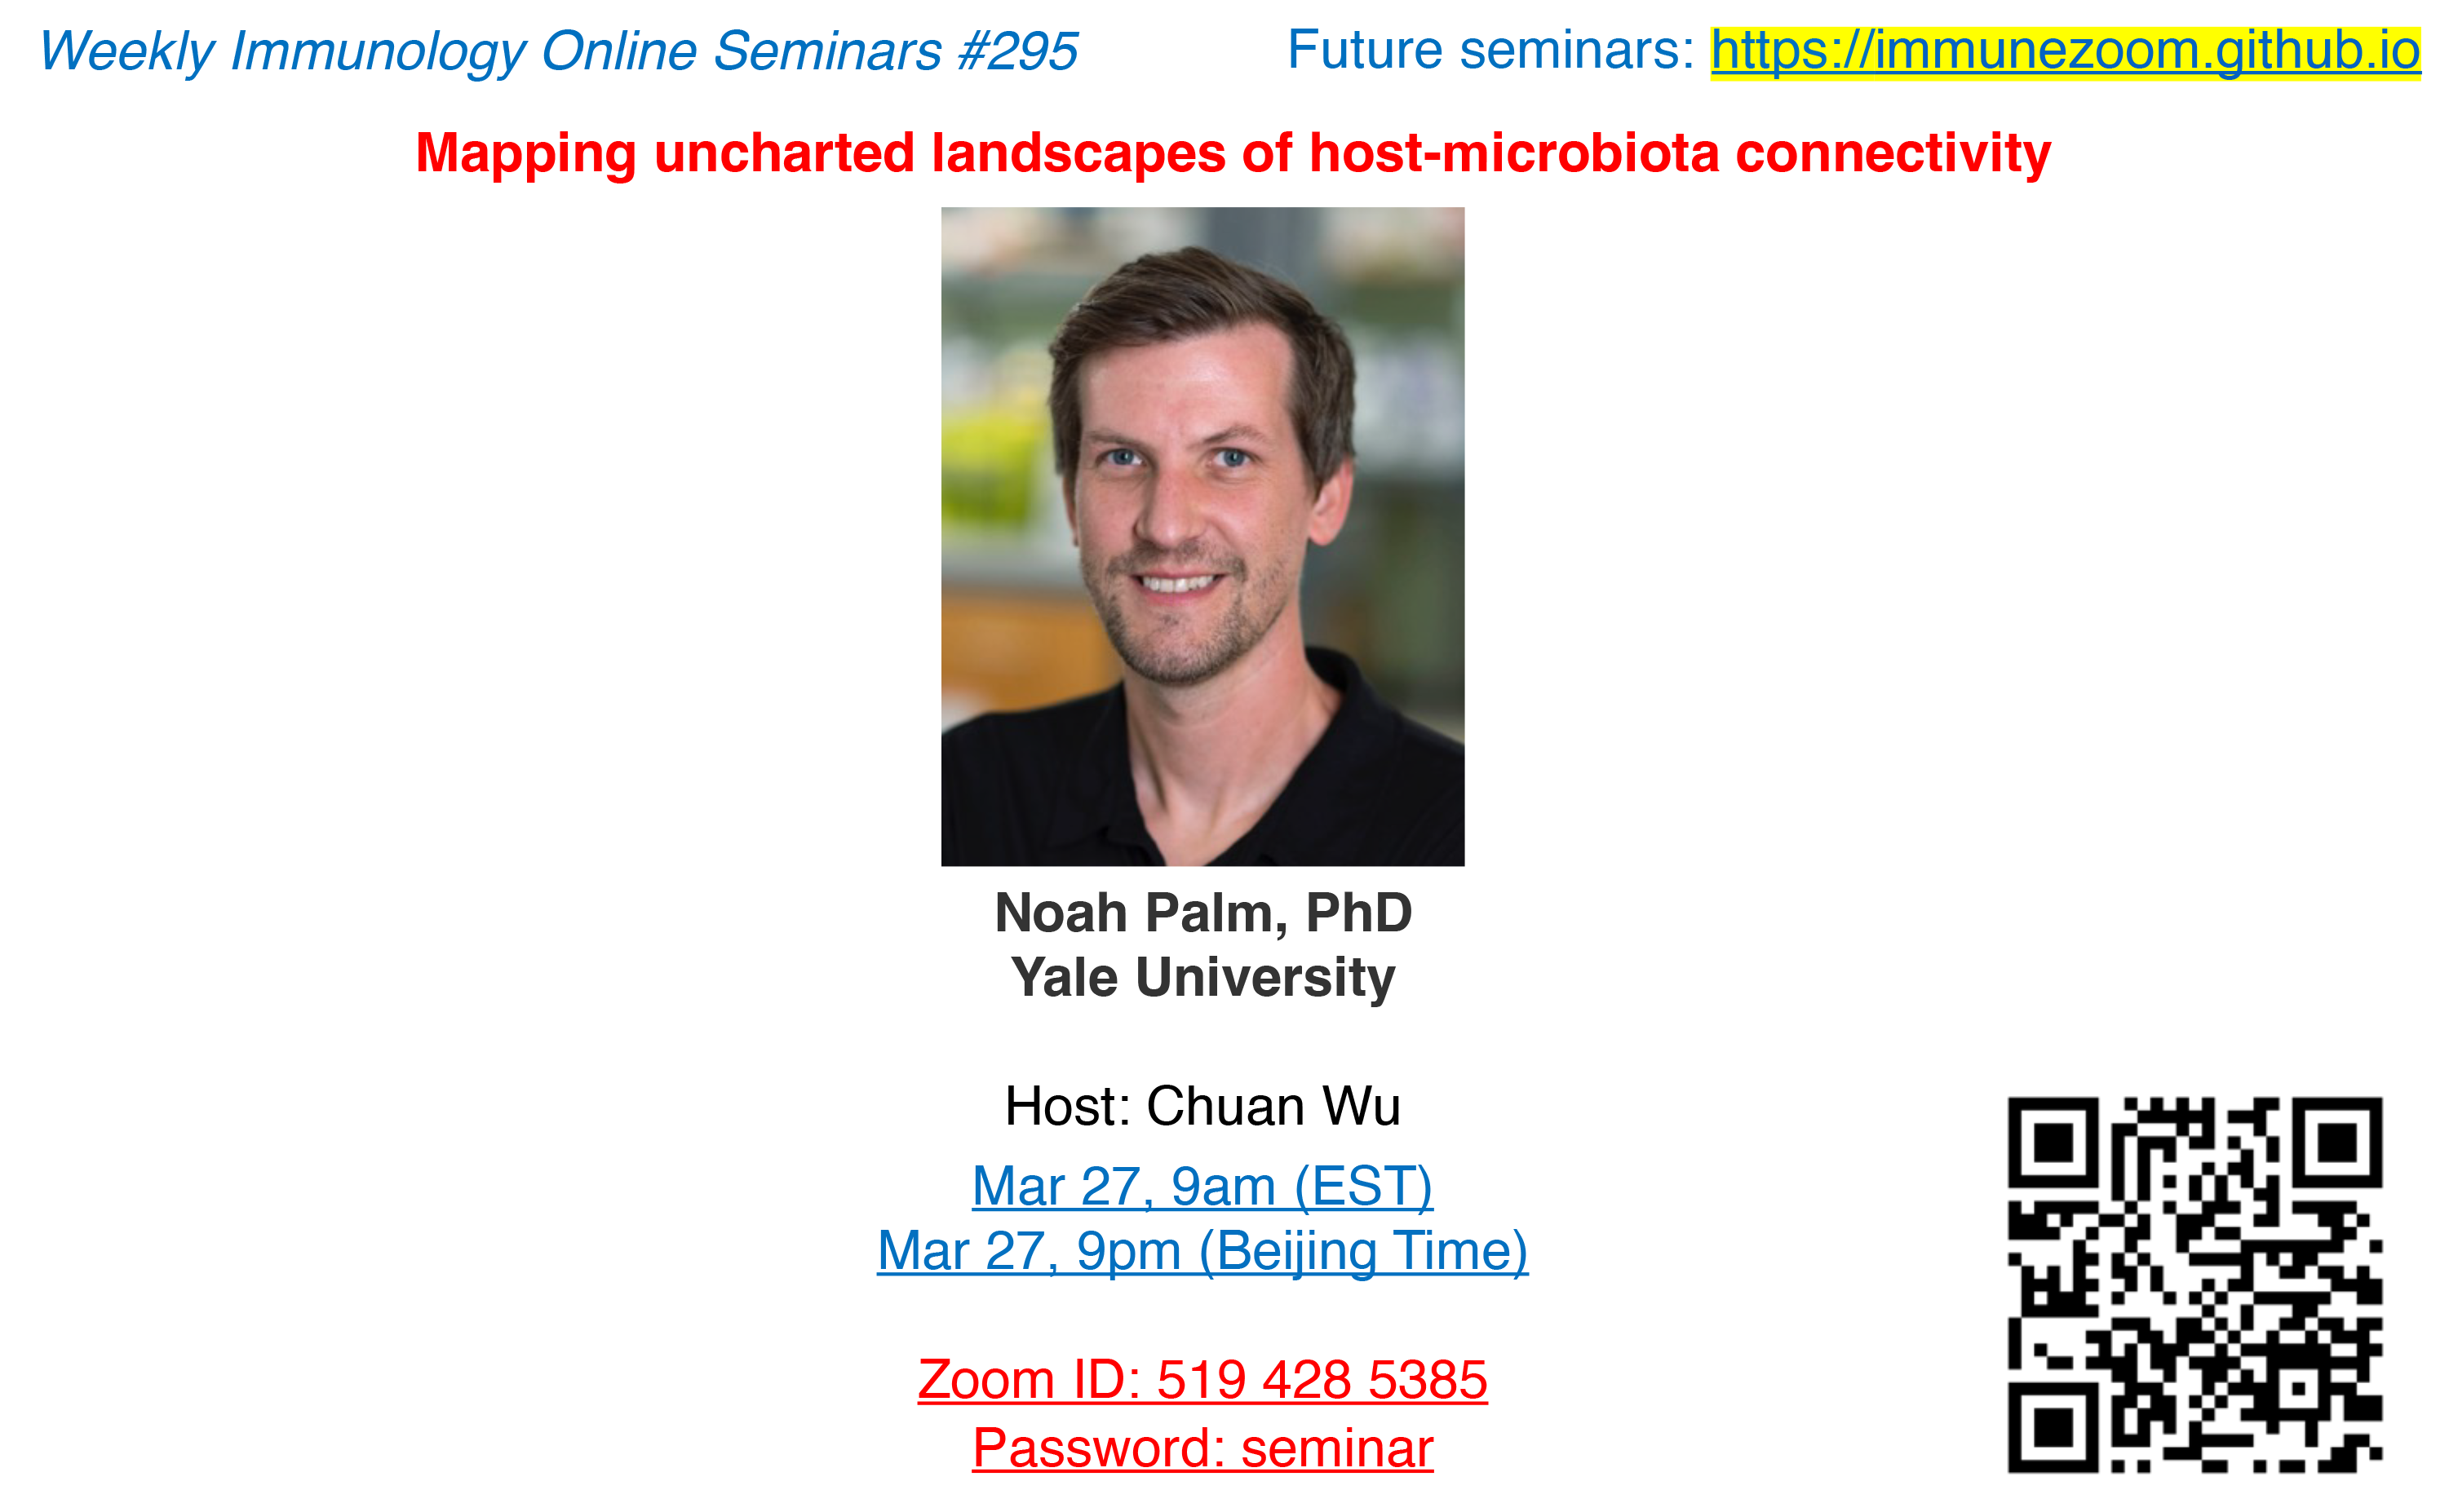 Weekly Immunology Online Seminars #295
Future seminars: https://immunezoom.github.io
Mapping uncharted landscapes of host-microbiota connectivity
Noah Palm, PhD
Yale University
Host: Chuan Wu
Mar 27, 9am (EST)
Mar 27, 9pm (Beijing Time)
Zoom ID: 519 428 5385
Password: seminar